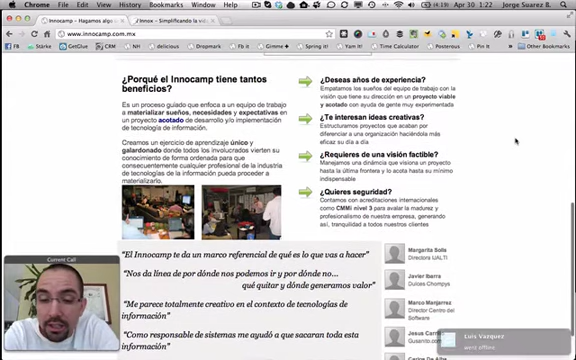 Chrome File Edit View History Bookmarks Window Help
Apr 30 1:22 Jorge Suarez B.
Innocamp – Hagamos algo
Innox – Simplificando la vid
www.innocamp.com.mx
FB Stärke GetGlue CRM NH delicious Dropmark fb Gimme Spring it! Yam it! Time Calculator Posterous Pin It Other Bookmarks
¿Porqué el Innocamp tiene tantos
beneficios?
Es un proceso guiado que enfoca a un equipo de trabajo
a materializar sueños, necesidades y expectativas en
un proyecto acotado de desarrollo y/o implementación
de tecnología de información.
Creamos un ejercicio de aprendizaje único y
galardonado donde todos los involucrados vierten su
conocimiento de forma ordenada para que
consecuentemente cualquier profesional de la industria
de tecnologías de la información pueda proceder a
materializarlo.
¿Deseas años de experiencia?
Empatamos los sueños del equipo de trabajo con la
visión que tiene su dirección en un proyecto viable
y acotado con ayuda de gente muy experimentada
¿Te interesan ideas creativas?
Estructuramos proyectos que acaban por
diferenciar a una organización haciéndola más
eficaz su día a día
¿Requieres de una visión factible?
Manejamos una dinámica que visiona un proyecto
hasta la última frontera y lo acota hasta su mínimo
indispensable
¿Quieres seguridad?
Contamos con acreditaciones internacionales
como CMMi nivel 3 para avalar la madurez y
profesionalismo de nuestra empresa, generando
así, tranquilidad a todos nuestros clientes
"El Innocamp te da un marco referencial de qué es lo que vas a hacer"
"Nos da línea de por dónde nos podemos ir y por dónde no...
qué quitar y dónde generamos valor"
"Me parece totalmente creativo en el contexto de tecnologías de
información"
"Como responsable de sistemas me ayudó a que sacaran toda esta
información"
Margarita Solis
Directora UALTI
Javier Ibarra
Dulces Chompys
Marco Manjerrez
Director Centro del
Software
Jesus
Gusanito.com
Current Call
Luis Vazquez
went offline